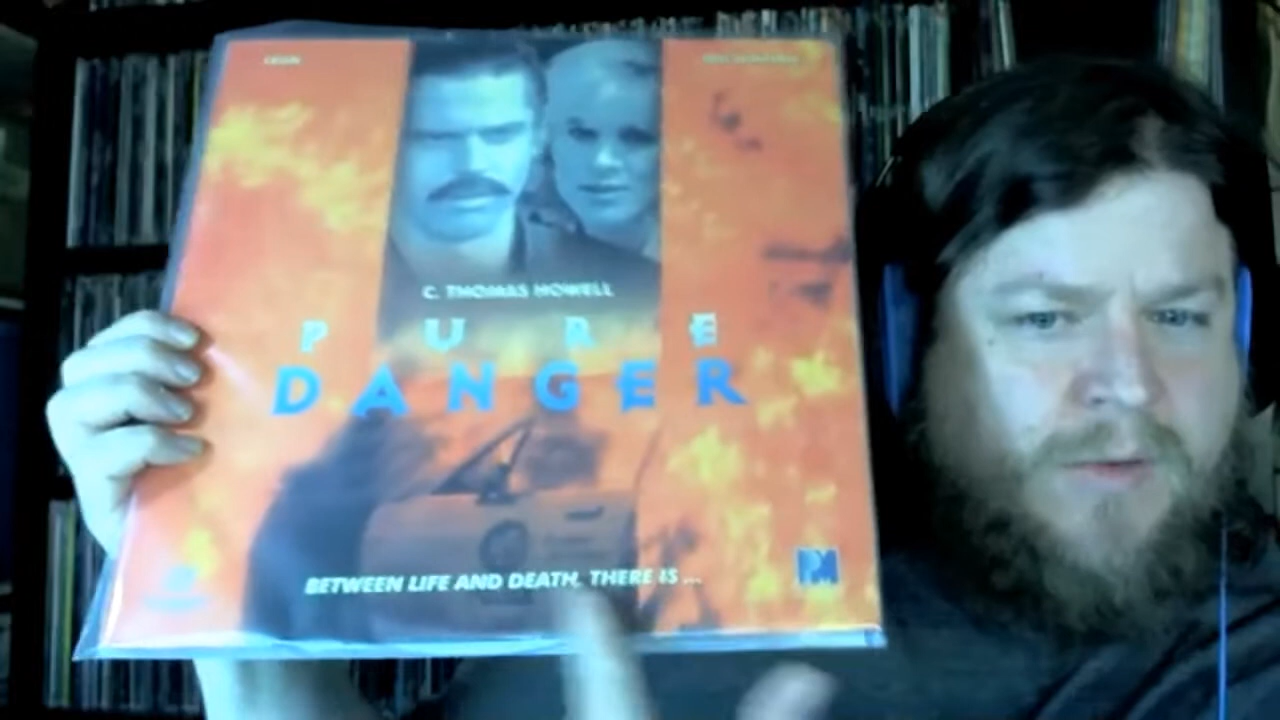 C. THOMAS HOWELL
PURE
DANGER
BETWEEN LIFE AND DEATH, THERE IS ...
PM